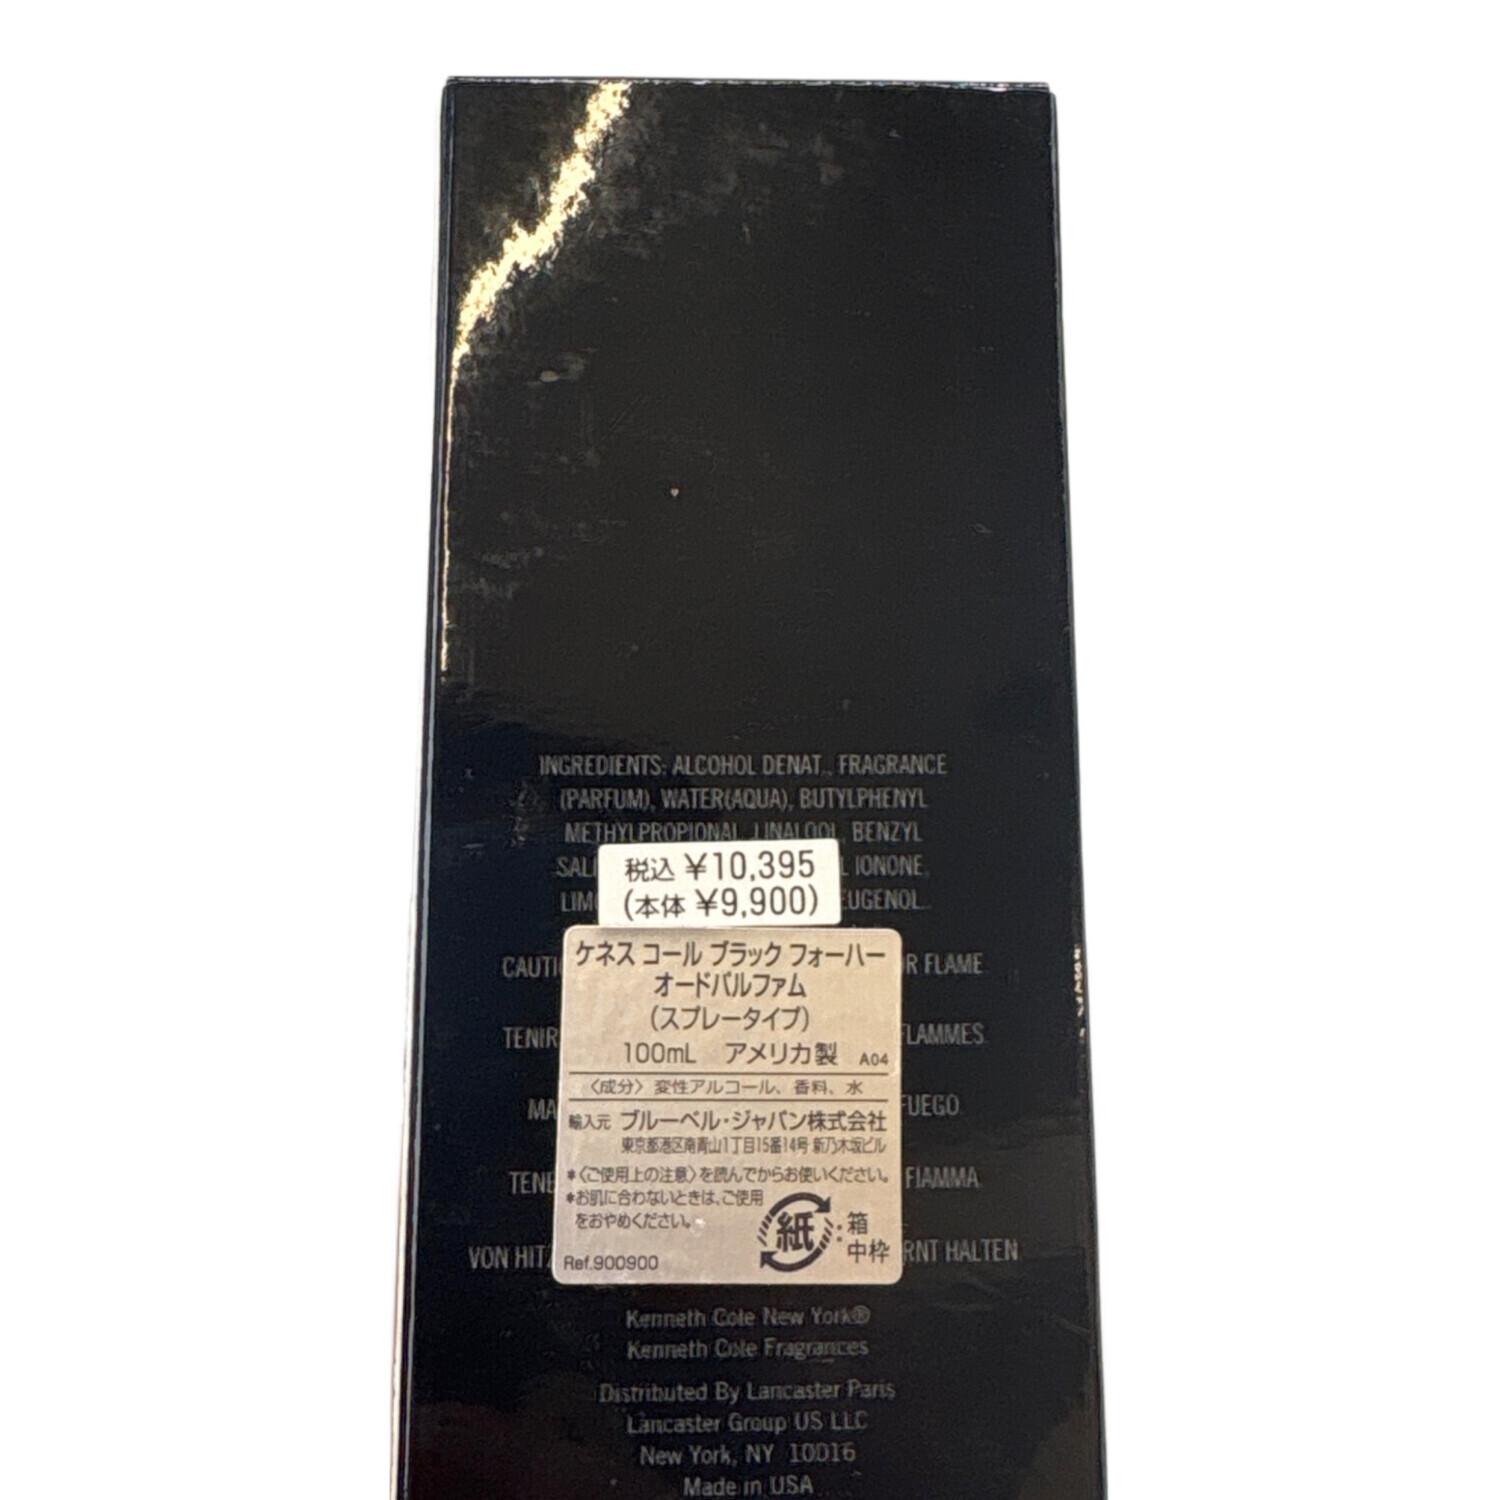 INGREDIENTS: ALCOHOL DENAT., FRAGRANCE
(PARFUM), WATER(AQUA), BUTYLPHENYL
METHYLPROPIONAL, LINALOOL, BENZYL
IONONE,
EUGENOL.
税込 ¥10,395
(本体 ¥9,900)
ケネス コール ブラック フォーハー
オードパルファム
(スプレータイプ)
100mL アメリカ製 A04
〈成分〉変性アルコール、香料、水
輸入元 ブルーベル・ジャパン株式会社
東京都港区南青山1丁目15番14号 新乃木坂ビル
*〈ご使用上の注意〉を読んでからお使いください。
*お肌に合わないときは、ご使用
をおやめください。
紙:箱
中枠
Ref.900900
FLAME
TENIR
FLAMMES
FUEGO
FIAMMA
VON
HALTEN
Kenneth Cole New York®
Kenneth Cole Fragrances
Distributed By Lancaster Paris
Lancaster Group US LLC
New York, NY 10016
Made in USA